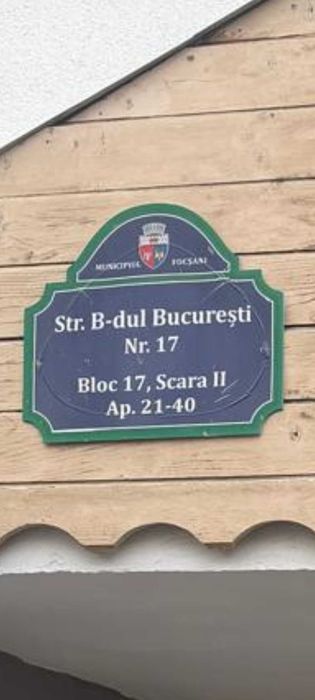 MUNICIPIUL FOCȘANI
Str. B-dul București
Nr. 17
Bloc 17, Scara II
Ap. 21-40